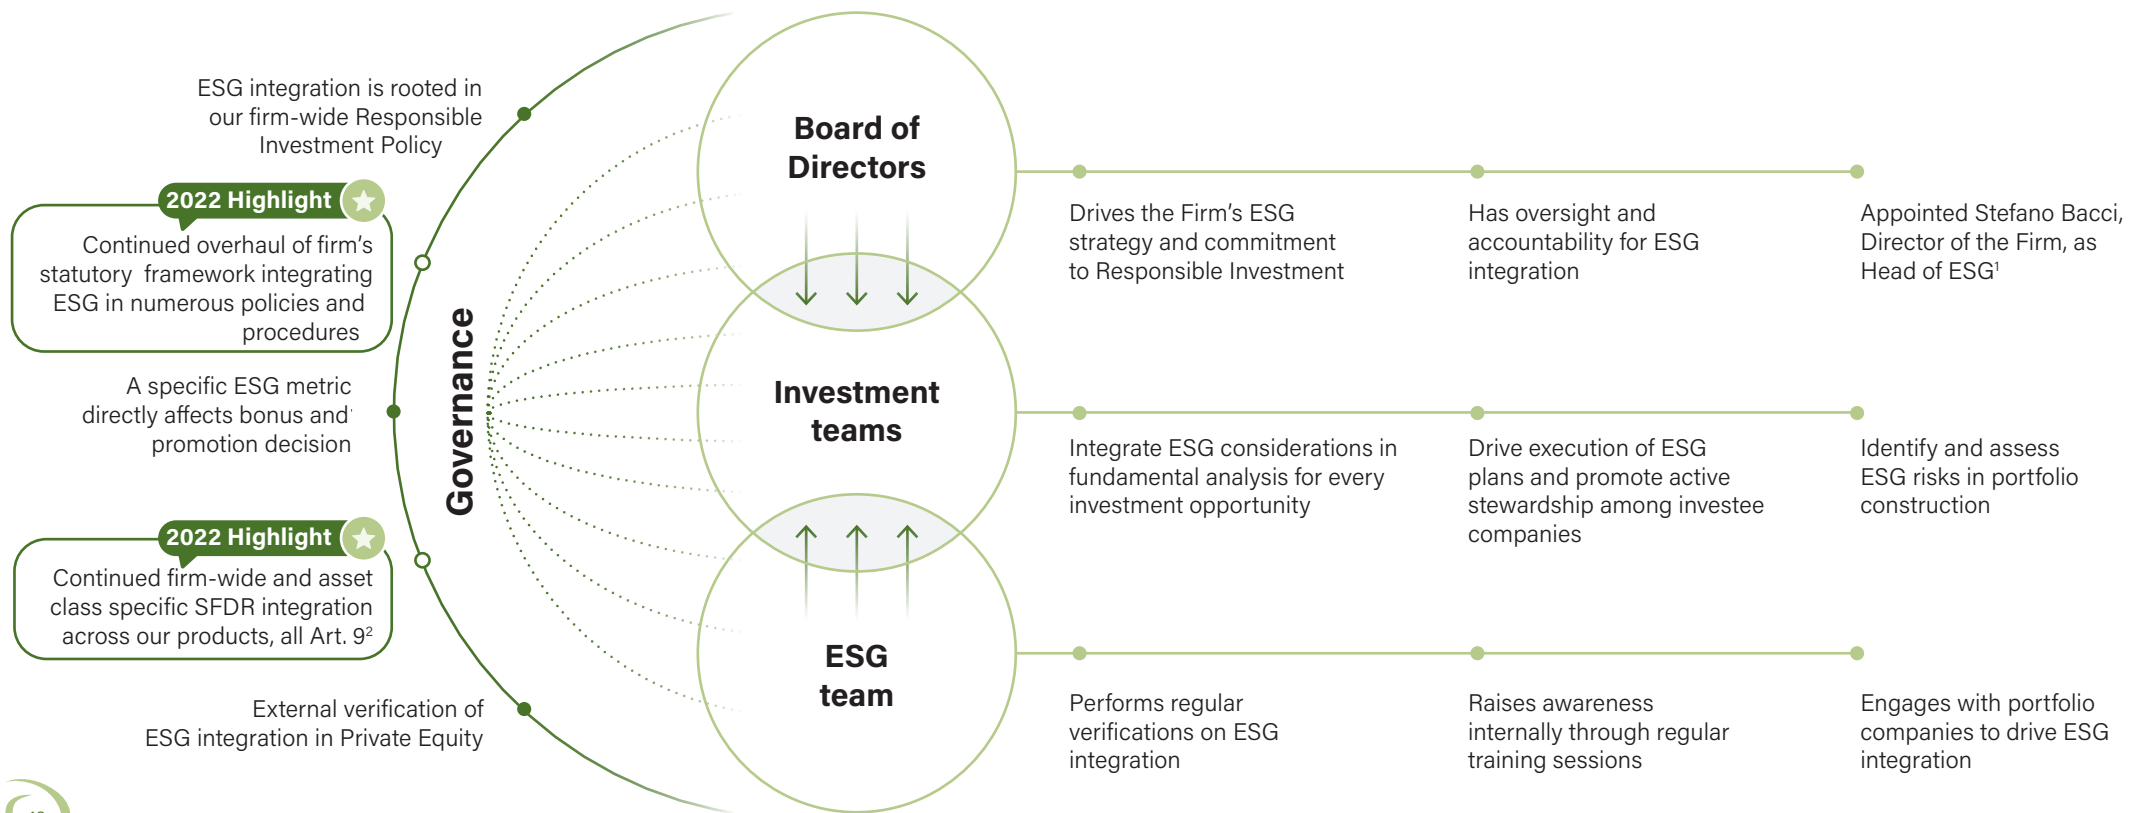 ESG integration is rooted in
our firm-wide Responsible
Investment Policy
2022 Highlight
Continued overhaul of firm's
statutory framework integrating
ESG in numerous policies and
procedures
A specific ESG metric
directly affects bonus and
promotion decision
2022 Highlight
Continued firm-wide and asset
class specific SFDR integration
across our products, all Art. 9²
External verification of
ESG integration in Private Equity
Governance
Board of
Directors
Drives the Firm's ESG
strategy and commitment
to Responsible Investment
Has oversight and
accountability for ESG
integration
Appointed Stefano Bacci,
Director of the Firm, as
Head of ESG¹
Investment
teams
Integrate ESG considerations in
fundamental analysis for every
investment opportunity
Drive execution of ESG
plans and promote active
stewardship among investee
companies
Identify and assess
ESG risks in portfolio
construction
ESG
team
Performs regular
verifications on ESG
integration
Raises awareness
internally through regular
training sessions
Engages with portfolio
companies to drive ESG
integration